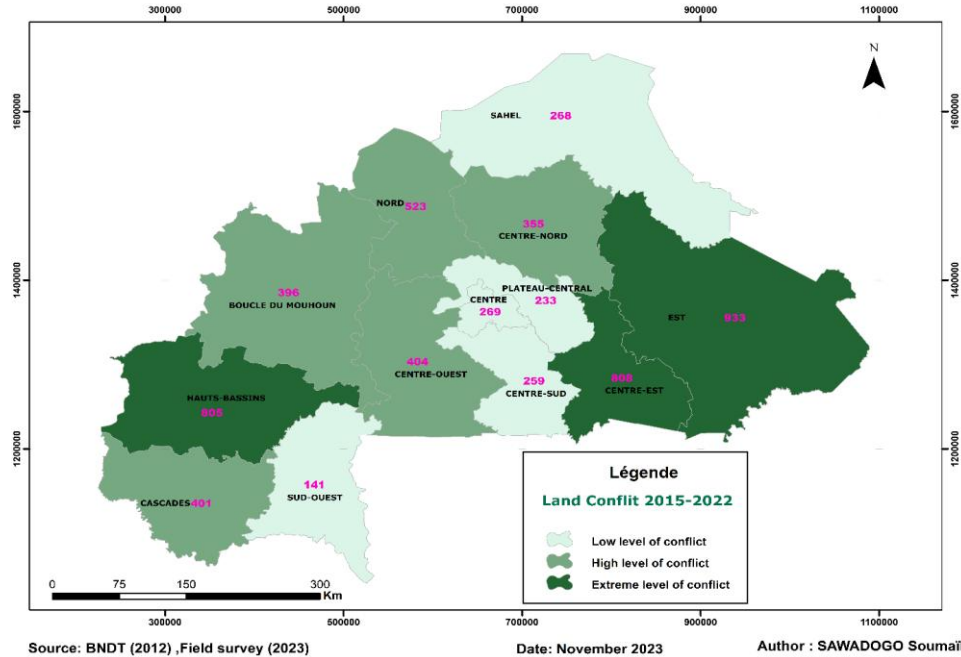 300000 500000 700000 900000 1100000
N
1600000 1600000
SAHEL 268
NORD 523
355
CENTRE-NORD
1400000 1400000
396
BOUCLE DU MOUHOUN
PLATEAU-CENTRAL
CENTRE 233
269
EST
404
CENTRE-OUEST
259
CENTRE-SUD
CENTRE-EST
HAUTS-BASSINS
1200000 1200000
141
SUD-OUEST
CASCADES 401
Légende
Land Conflit 2015-2022
Low level of conflict
High level of conflict
Extreme level of conflict
0 75 150 300
Km
300000 500000 700000 900000 1100000
Source: BNDT (2012) ,Field survey (2023) Date: November 2023 Author : SAWADOGO Soumaï